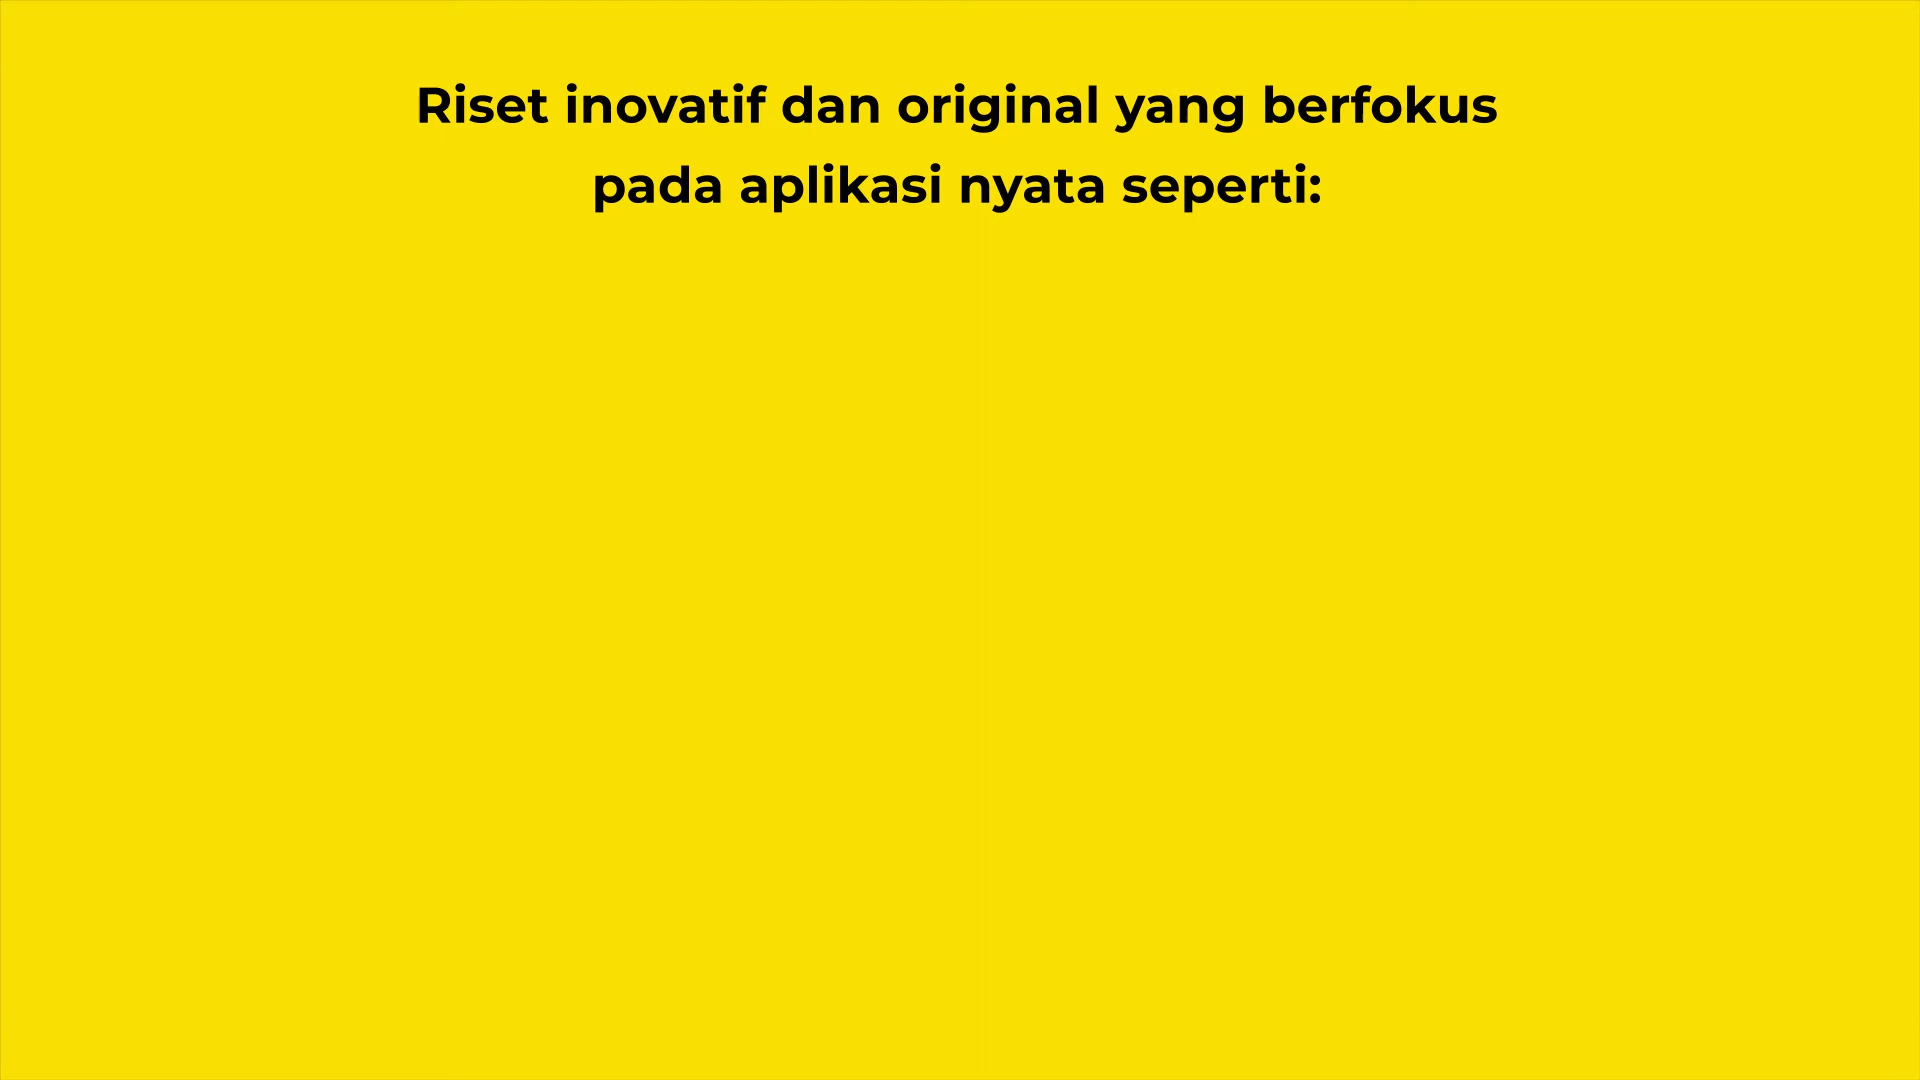 Riset inovatif dan original yang berfokus
pada aplikasi nyata seperti: